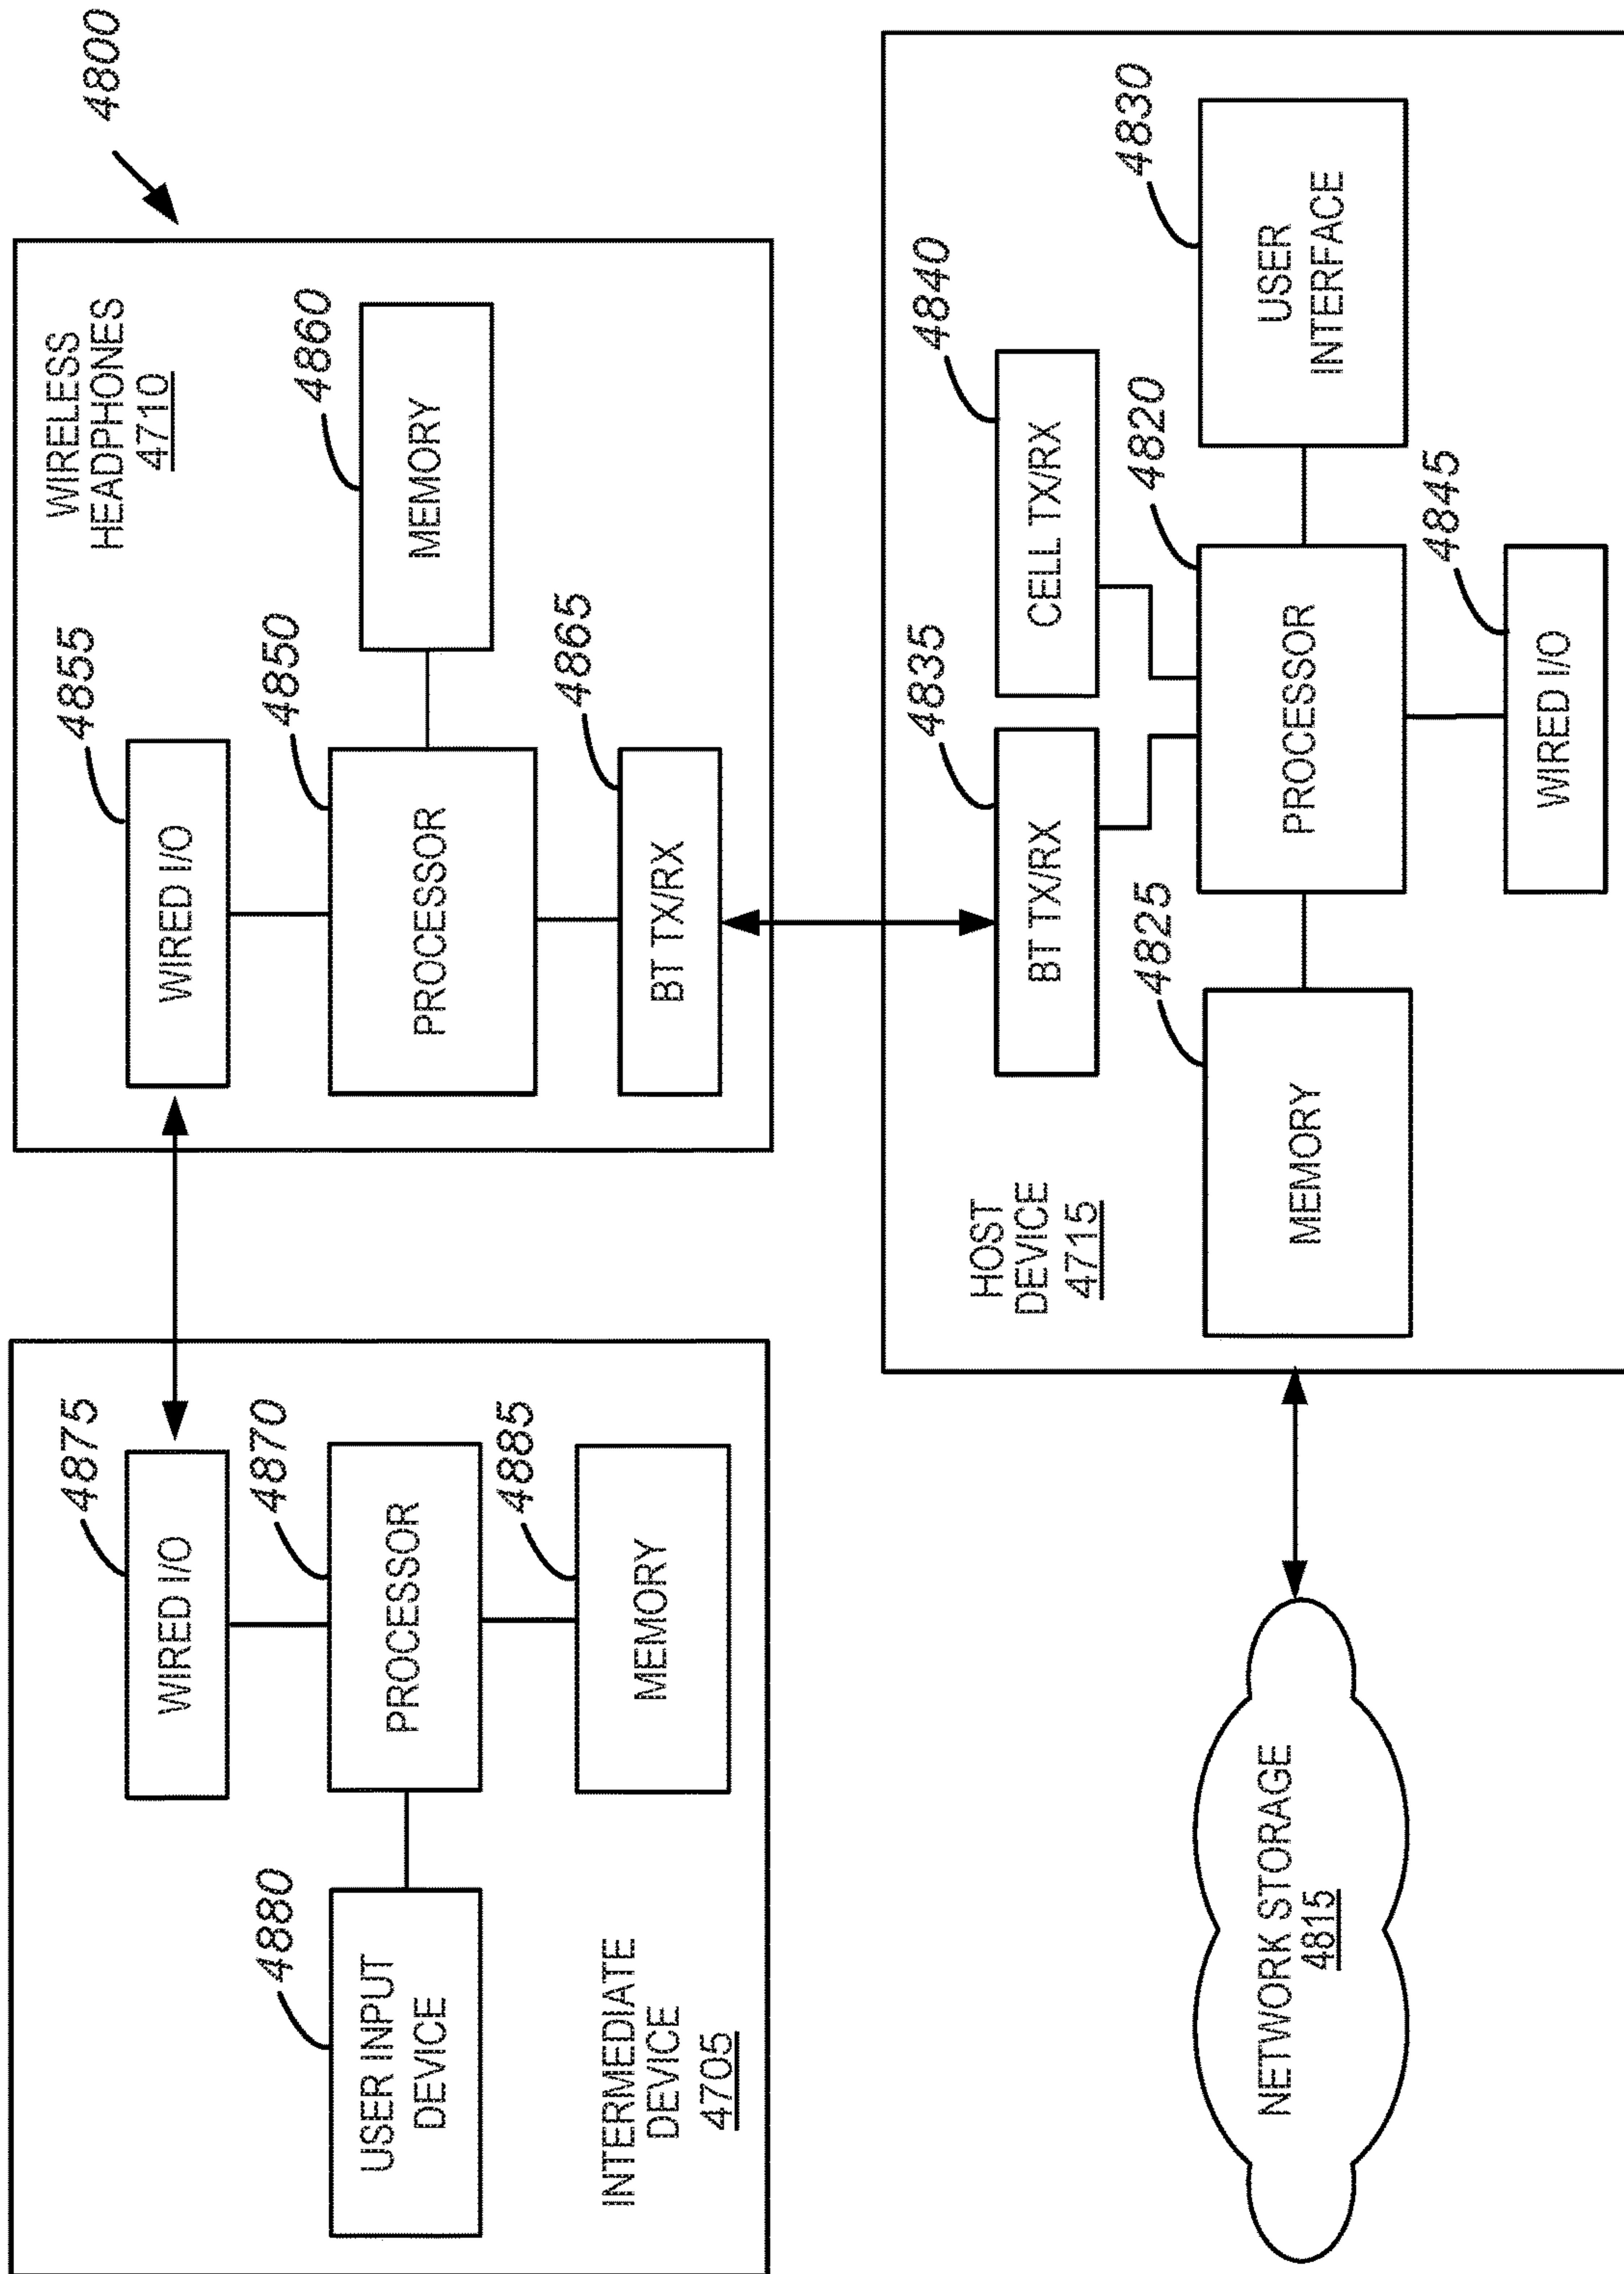 4800
INTERMEDIATE
DEVICE
4705
WIRED I/O
4875
PROCESSOR
4870
USER INPUT
DEVICE
4880
MEMORY
4885
WIRELESS
HEADPHONES
4710
WIRED I/O
4855
PROCESSOR
4850
MEMORY
4860
BT TX/RX
4865
HOST
DEVICE
4715
BT TX/RX
4835
CELL TX/RX
4840
MEMORY
4825
PROCESSOR
4820
USER
INTERFACE
4830
WIRED I/O
4845
NETWORK STORAGE
4815